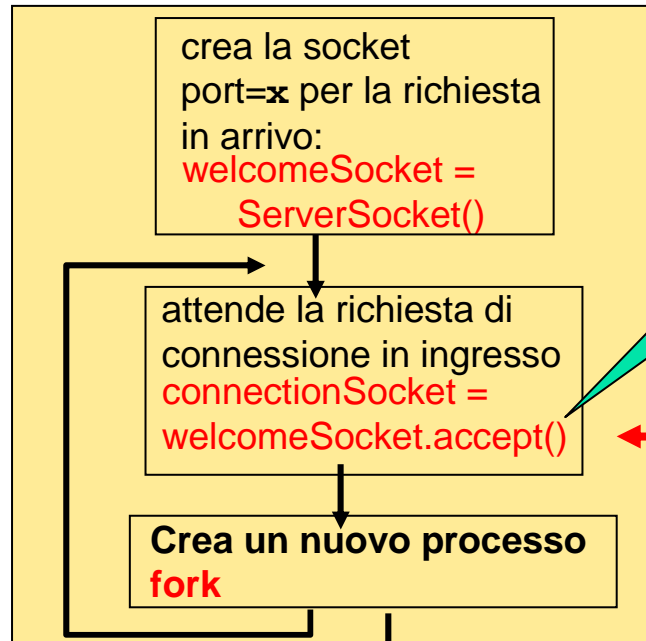 crea la socket
port=x per la richiesta
in arrivo:
welcomeSocket =
ServerSocket()
attende la richiesta di
connessione in ingresso
connectionSocket =
welcomeSocket.accept()
Crea un nuovo processo
fork